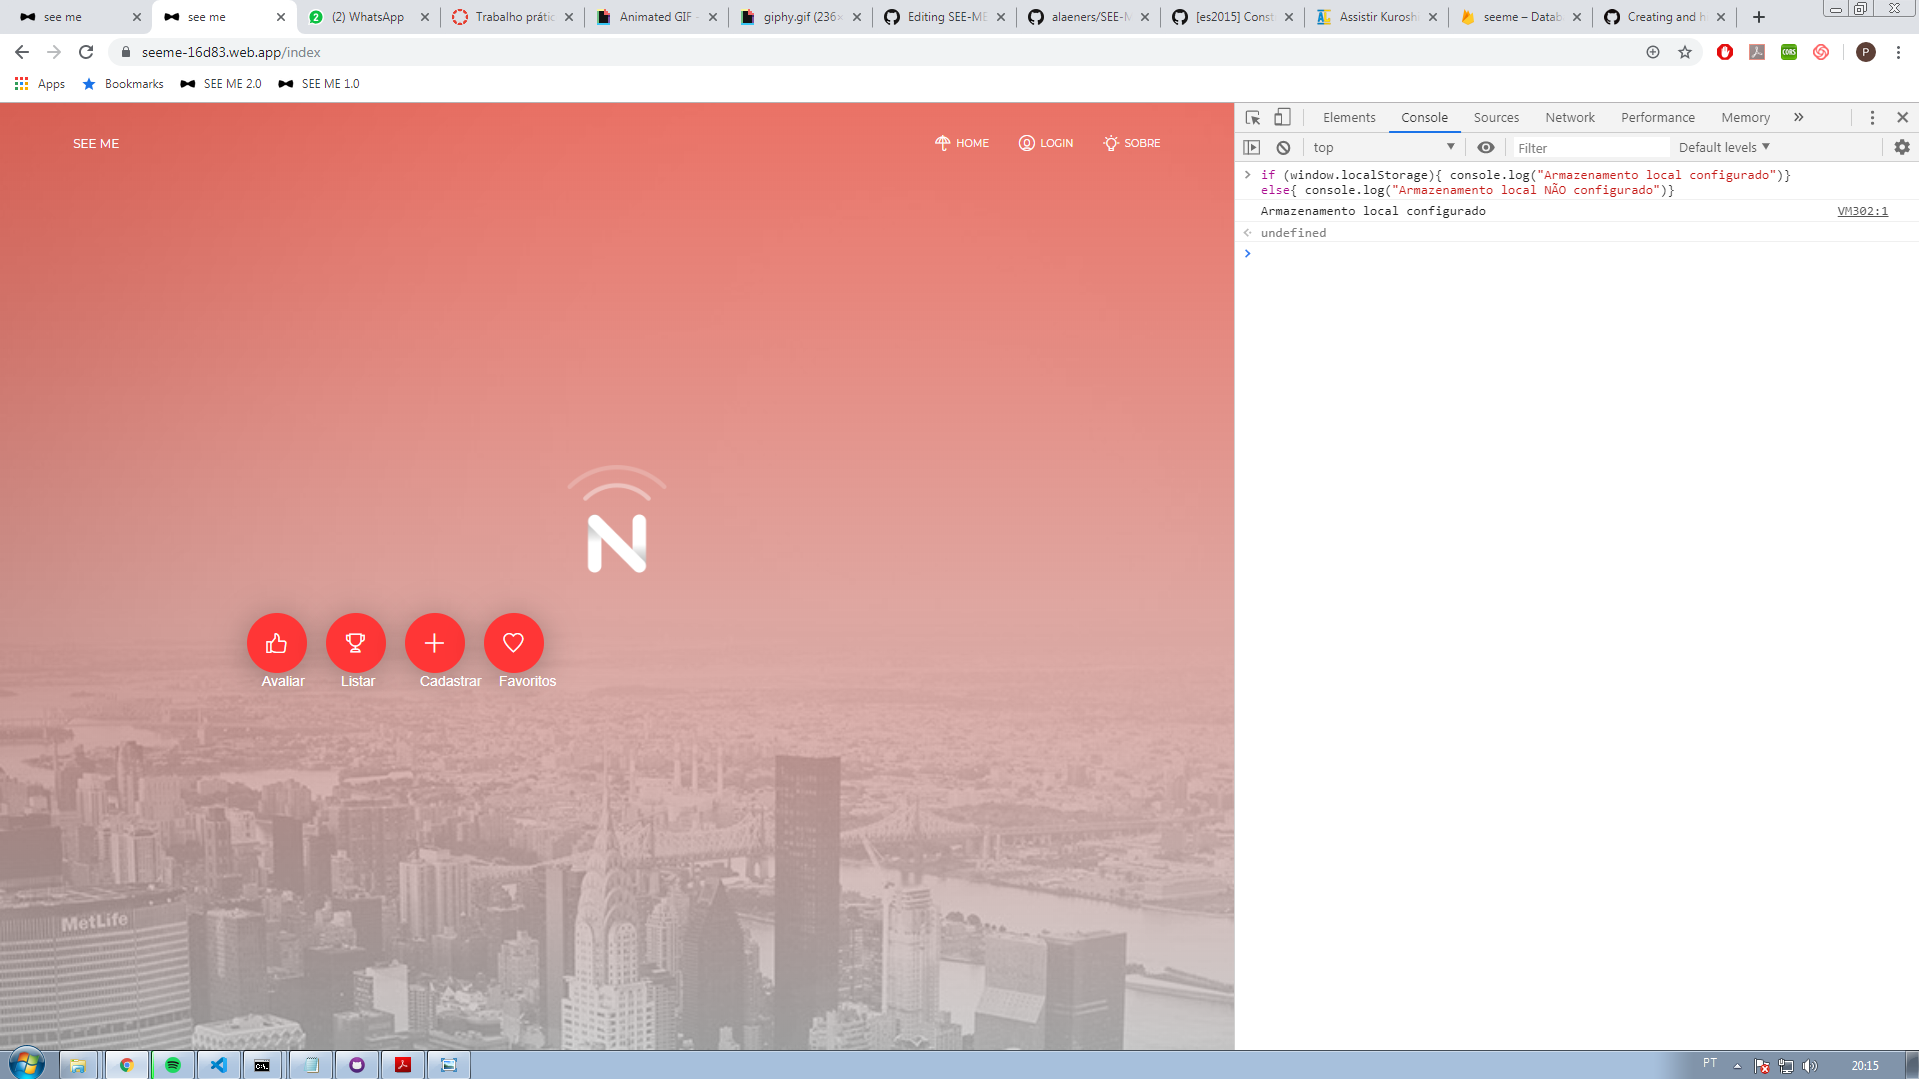 see me
see me
(2) WhatsApp
Trabalho prátic
Animated GIF -
giphy.gif (236×
Editing SEE-ME
alaeners/SEE-M
[es2015] Const
Assistir Kurosh
seeme – Datab
Creating and h
seeme-16d83.web.app/index
P
Apps
Bookmarks
SEE ME 2.0
SEE ME 1.0
SEE ME
HOME
LOGIN
SOBRE
Elements
Console
Sources
Network
Performance
Memory
top
Filter
Default levels
if (window.localStorage){ console.log("Armazenamento local configurado")}
else{ console.log("Armazenamento local NÃO configurado")}
Armazenamento local configurado
VM302:1
undefined
N
Avaliar
Listar
Cadastrar
Favoritos
MetLife
PT
20:15